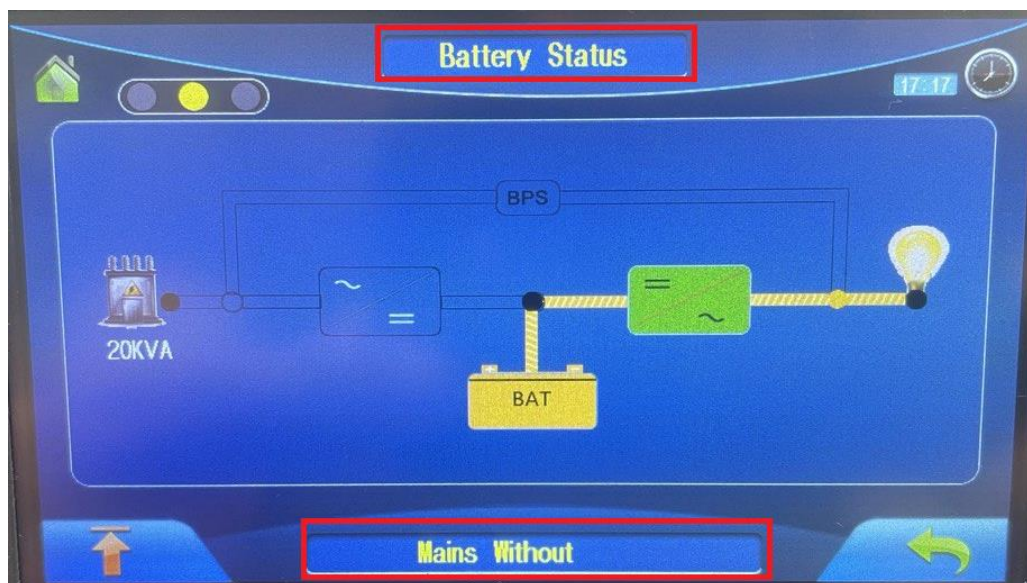 Battery Status
17:17
BPS
20KVA
BAT
Mains Without